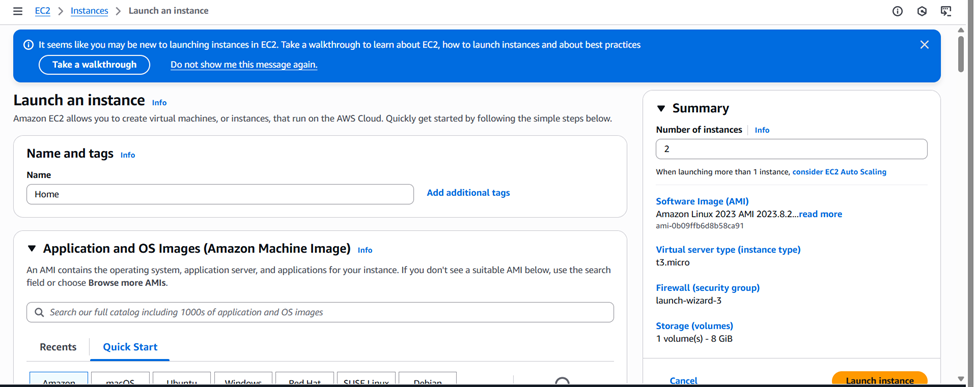 EC2 > Instances > Launch an instance
It seems like you may be new to launching instances in EC2. Take a walkthrough to learn about EC2, how to launch instances and about best practices
Take a walkthrough
Do not show me this message again.
Launch an instance Info
Amazon EC2 allows you to create virtual machines, or instances, that run on the AWS Cloud. Quickly get started by following the simple steps below.
Name and tags Info
Name
Home
Add additional tags
Application and OS Images (Amazon Machine Image) Info
An AMI contains the operating system, application server, and applications for your instance. If you don't see a suitable AMI below, use the search
field or choose Browse more AMIs.
Search our full catalog including 1000s of application and OS images
Recents
Quick Start
Amazon
macOS
Ubuntu
Windows
Red Hat
SUSE Linux
Debian
Summary
Number of instances Info
2
When launching more than 1 instance, consider EC2 Auto Scaling
Software Image (AMI)
Amazon Linux 2023 AMI 2023.8.2...read more
ami-0b09ffb6d8b58ca91
Virtual server type (instance type)
t3.micro
Firewall (security group)
launch-wizard-3
Storage (volumes)
1 volume(s) - 8 GiB
Cancel
Launch instance